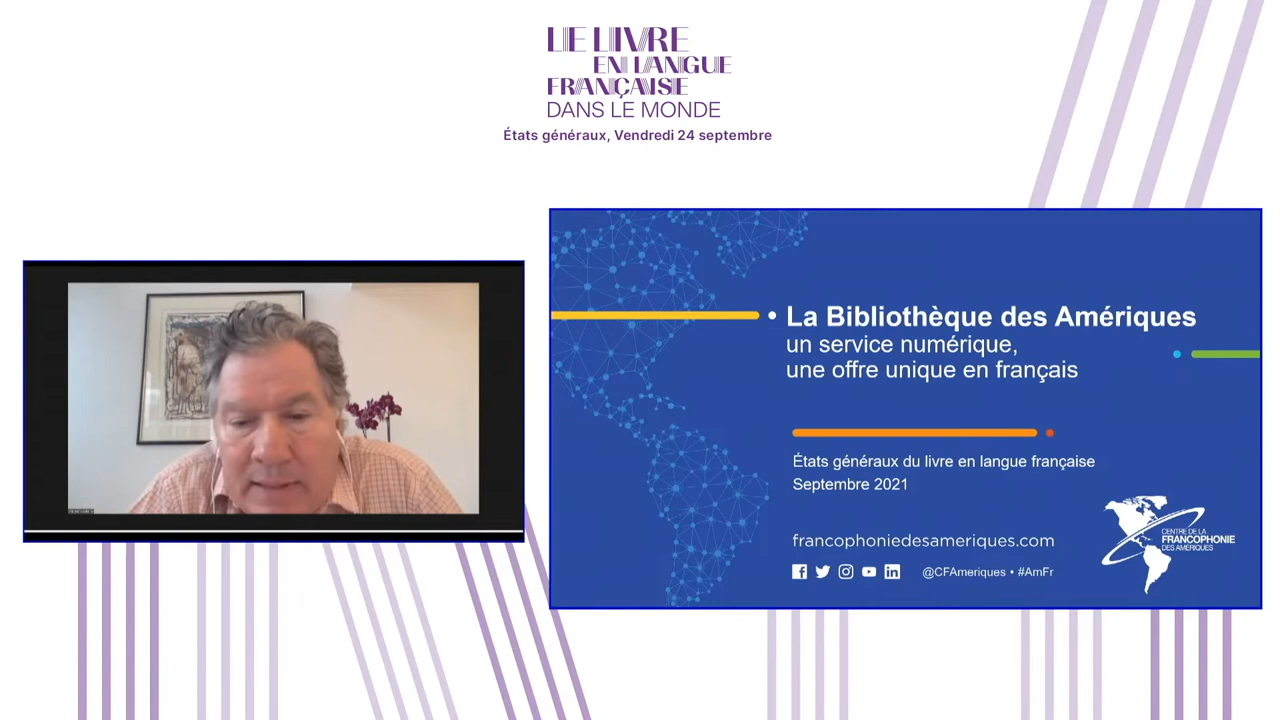 LE LIVRE
EN LANGUE
FRANÇAISE
DANS LE MONDE
États généraux, Vendredi 24 septembre
• La Bibliothèque des Amériques
un service numérique,
une offre unique en français
États généraux du livre en langue française
Septembre 2021
francophoniedesameriques.com
@CFAmeriques • #AmFr
CENTRE DE LA
FRANCOPHONIE
DES AMÉRIQUES